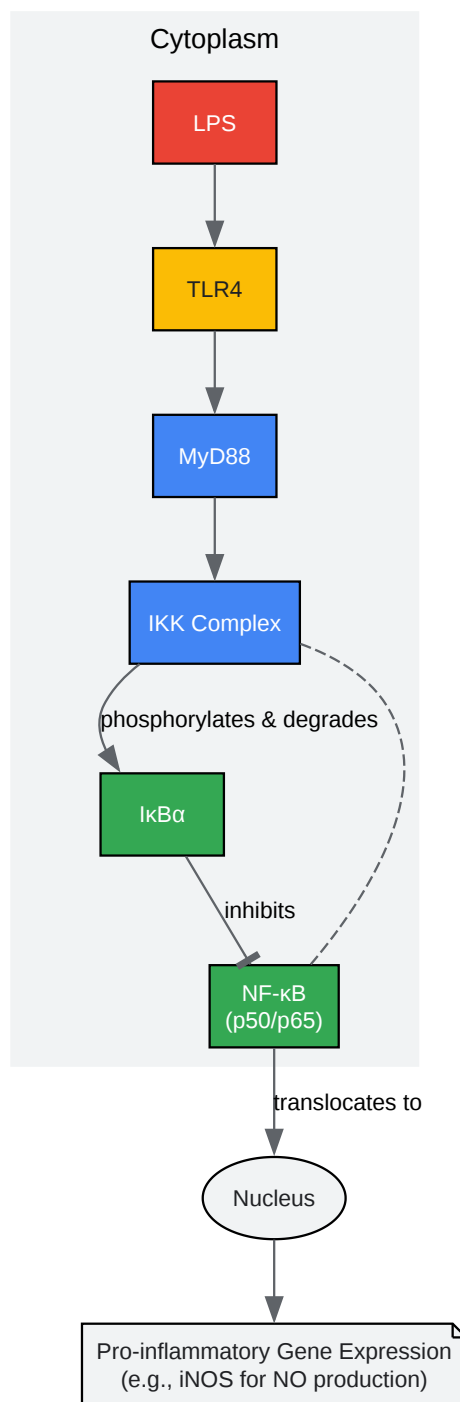 Cytoplasm
LPS
TLR4
MyD88
IKK Complex
phosphorylates & degrades
IκBα
inhibits
NF-κB
(p50/p65)
translocates to
Nucleus
Pro-inflammatory Gene Expression
(e.g., iNOS for NO production)